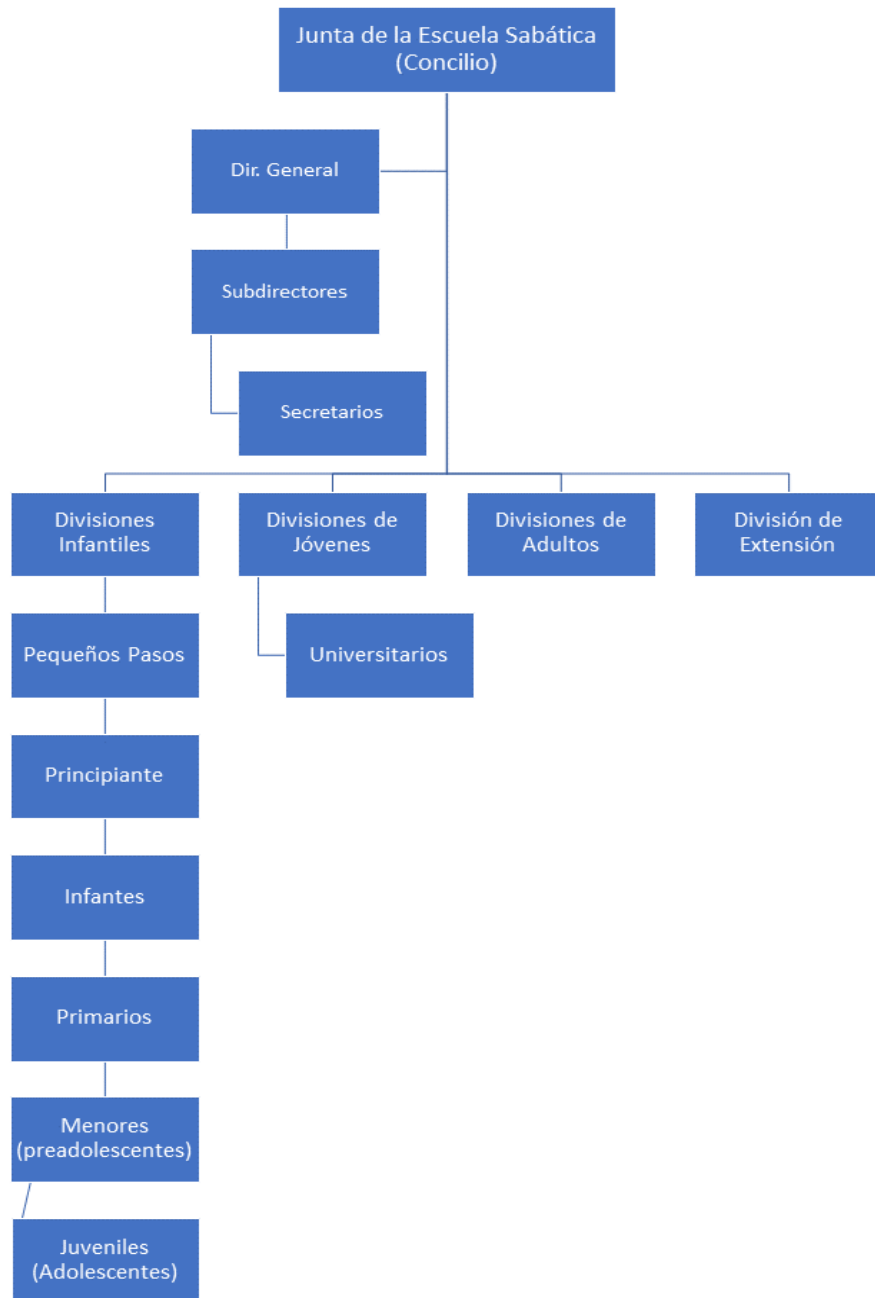 Junta de la Escuela Sabática
(Concilio)
Dir. General
Subdirectores
Secretarios
Divisiones
Infantiles
Divisiones de
Jóvenes
Divisiones de
Adultos
División de
Extensión
Pequeños Pasos
Universitarios
Principiante
Infantes
Primarios
Menores
(preadolescentes)
Juveniles
(Adolescentes)